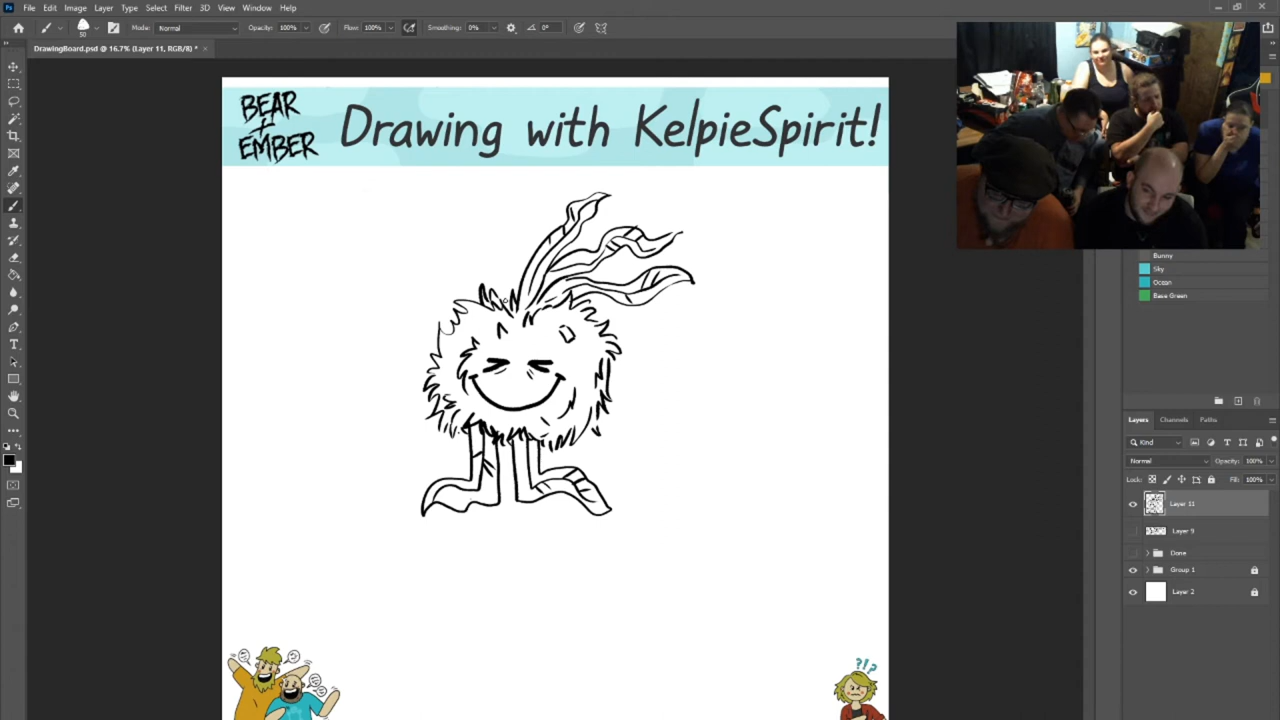 File Edit Image Layer Type Select Filter 3D View Window Help
50 Mode: Normal Opacity: 100% Flow: 100% Smoothing: 0% 0°
DrawingBoard.psd @ 16.7% (Layer 11, RGB/8) * ×
BEAR
+
EMBER
Drawing with KelpieSpirit!
Bunny
Sky
Ocean
Base Green
Layers Channels Paths
Kind
Normal Opacity: 100%
Lock: Fill: 100%
Layer 11
Layer 9
Done
Group 1
Layer 2
?!?